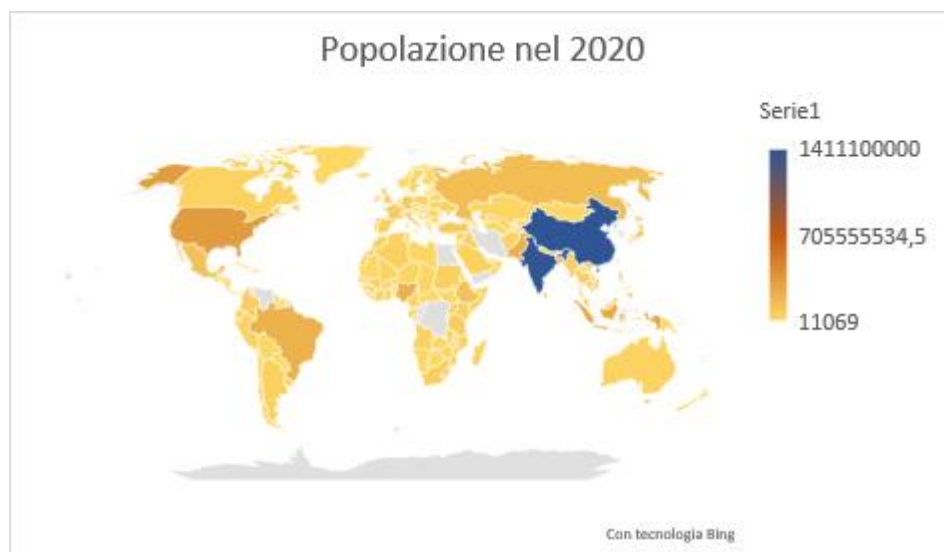 Popolazione nel 2020
Serie1
1411100000
705555534,5
11069
Con tecnologia Bing